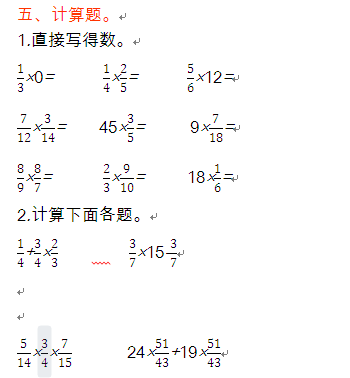 五、计算题。
1.直接写得数。
1/3×0= 1/4×2/5= 5/6×12=
7/12×3/14= 45×3/5= 9×7/18=
8/9×8/7= 2/3×9/10= 18×1/6=
2.计算下面各题。
1/4+3/4×2/3 3/7×15 3/7
5/14×3/4×7/15 24×51/43+19×51/43